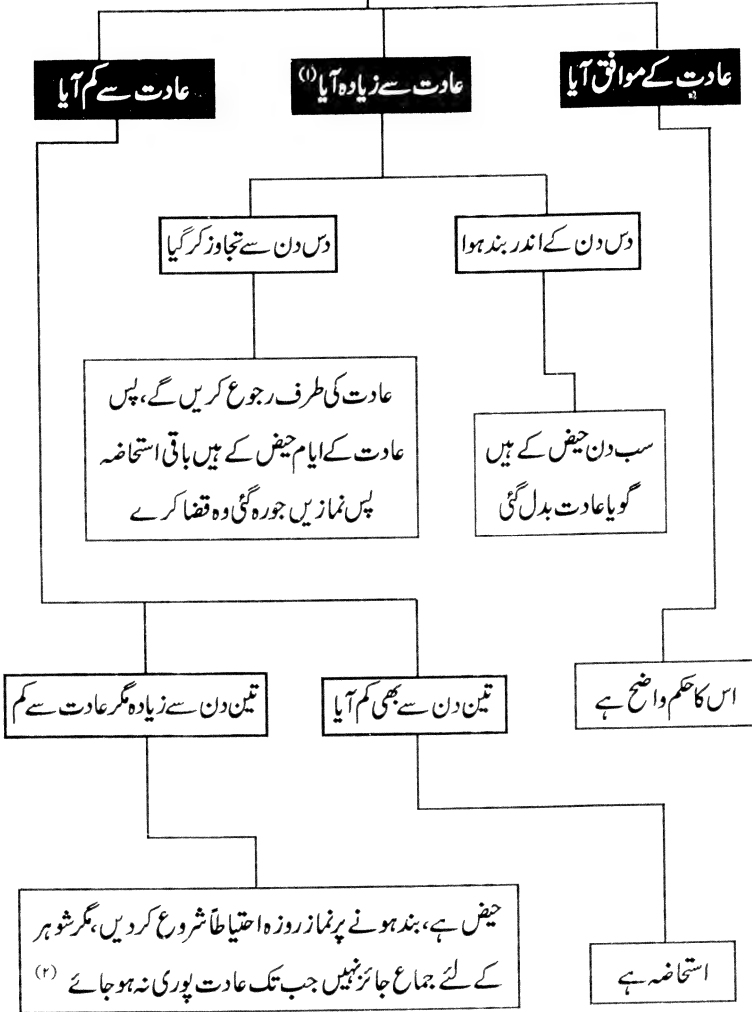 عادت کے موافق آیا
عادت سے زیادہ آیا (۱)
عادت سے کم آیا
دس دن کے اندر بند ہوا
دس دن سے تجاوز کر گیا
سب دن حیض کے ہیں
گویا عادت بدل گئی
عادت کی طرف رجوع کریں گے، پس
عادت کے ایام حیض کے ہیں باقی استحاضہ
پس نمازیں جو رہ گئی وہ قضا کرے
اس کا حکم واضح ہے
تین دن سے بھی کم آیا
تین دن سے زیادہ مگر عادت سے کم
استحاضہ ہے
حیض ہے، بند ہونے پر نماز روزہ احتیاطاً شروع کر دیں، مگر شوہر
کے لئے جماع جائز نہیں جب تک عادت پوری نہ ہو جائے (۲)